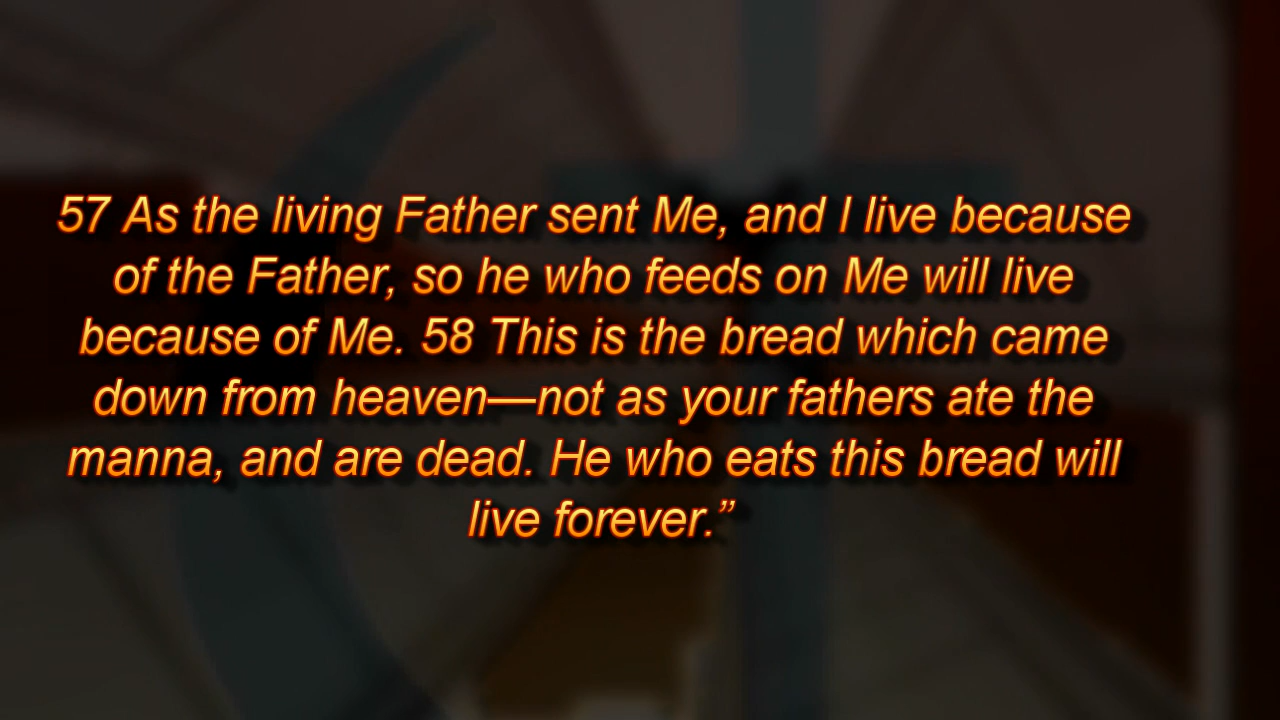 57 As the living Father sent Me, and I live because
of the Father, so he who feeds on Me will live
because of Me. 58 This is the bread which came
down from heaven—not as your fathers ate the
manna, and are dead. He who eats this bread will
live forever.”